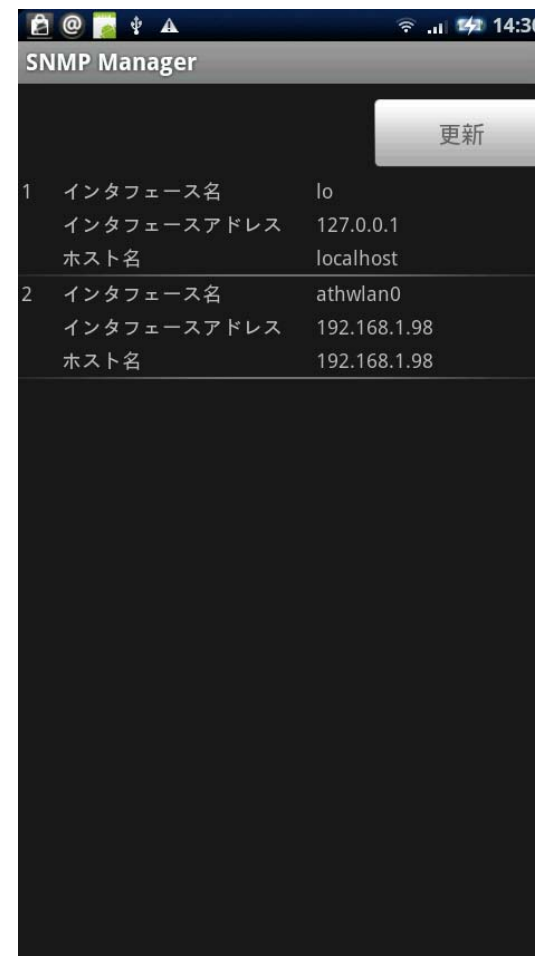 @ 14:30
SNMP Manager
更新
1 インタフェース名 lo
インタフェースアドレス 127.0.0.1
ホスト名 localhost
2 インタフェース名 athwlan0
インタフェースアドレス 192.168.1.98
ホスト名 192.168.1.98